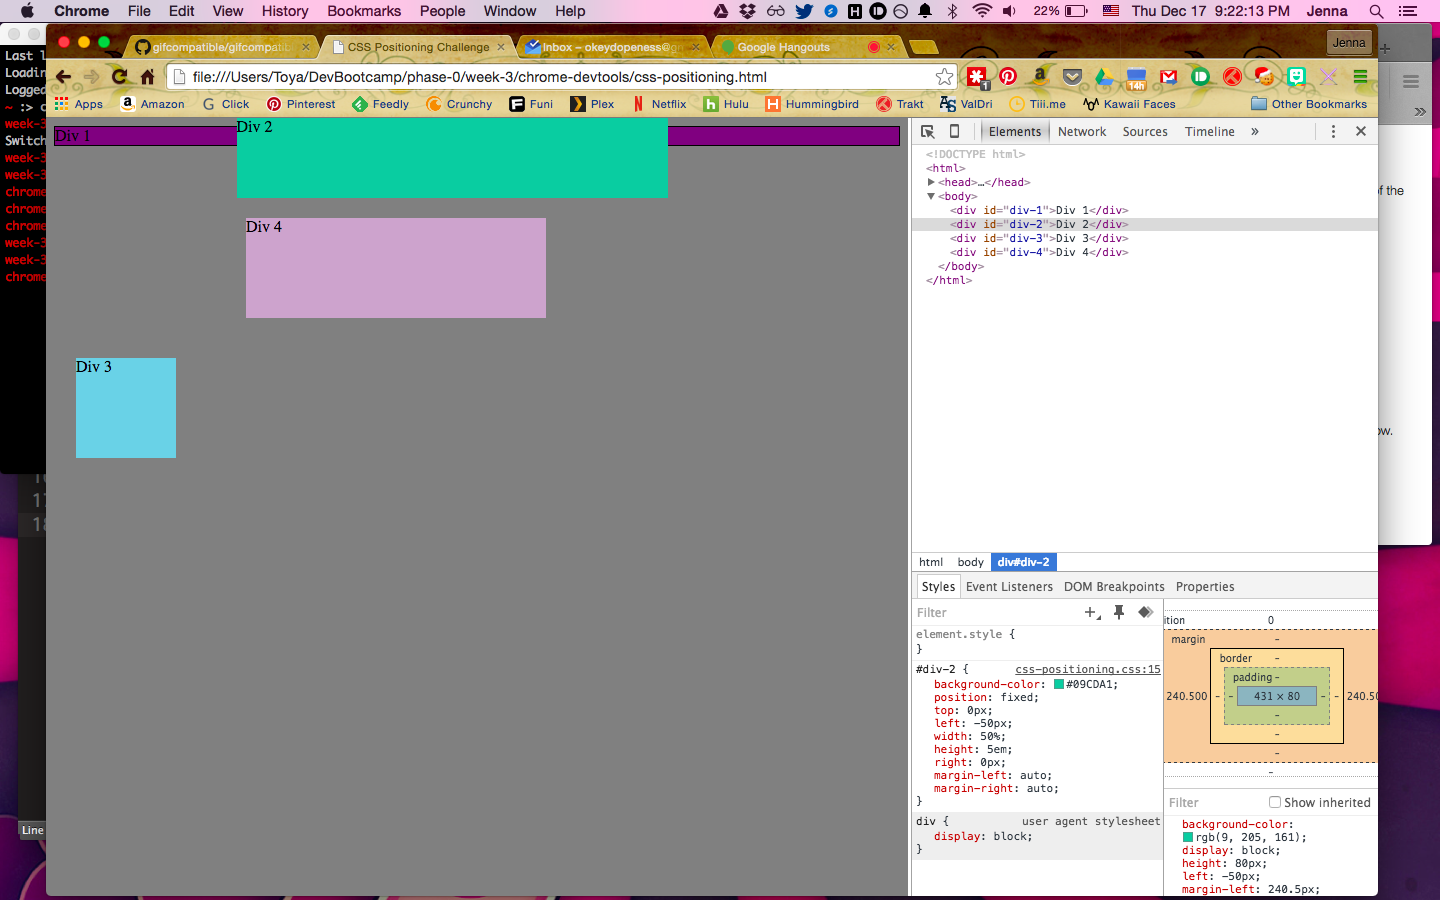 Chrome File Edit View History Bookmarks People Window Help 22% Thu Dec 17 9:22:13 PM Jenna
Last l
Loadin
Logged
~ :> c
week-3
Switch
week-3
week-3
chrome
chrome
chrome
week-3
week-3
chrome
17
18
Line
gifcompatible/gifcompatib
CSS Positioning Challenge
Inbox – okeydopeness@g
Google Hangouts
Jenna
file:///Users/Toya/DevBootcamp/phase-0/week-3/chrome-devtools/css-positioning.html
1
14h
Apps Amazon Click Pinterest Feedly Crunchy Funi Plex Netflix Hulu Hummingbird Trakt ValDri Tiii.me Kawaii Faces Other Bookmarks
Div 1
Div 2
Div 4
Div 3
Elements Network Sources Timeline »
<!DOCTYPE html>
<html>
<head>…</head>
<body>
<div id="div-1">Div 1</div>
<div id="div-2">Div 2</div>
<div id="div-3">Div 3</div>
<div id="div-4">Div 4</div>
</body>
</html>
html body div#div-2
Styles Event Listeners DOM Breakpoints Properties
Filter
element.style {
}
#div-2 { css-positioning.css:15
background-color: #09CDA1;
position: fixed;
top: 0px;
left: -50px;
width: 50%;
height: 5em;
right: 0px;
margin-left: auto;
margin-right: auto;
}
div { user agent stylesheet
display: block;
}
ition 0
margin -
border -
padding -
240.500 - - 431 × 80 - - 240.50
-
-
-
-
Filter Show inherited
background-color:
rgb(9, 205, 161);
display: block;
height: 80px;
left: -50px;
margin-left: 240.5px;
of the
ow.
»